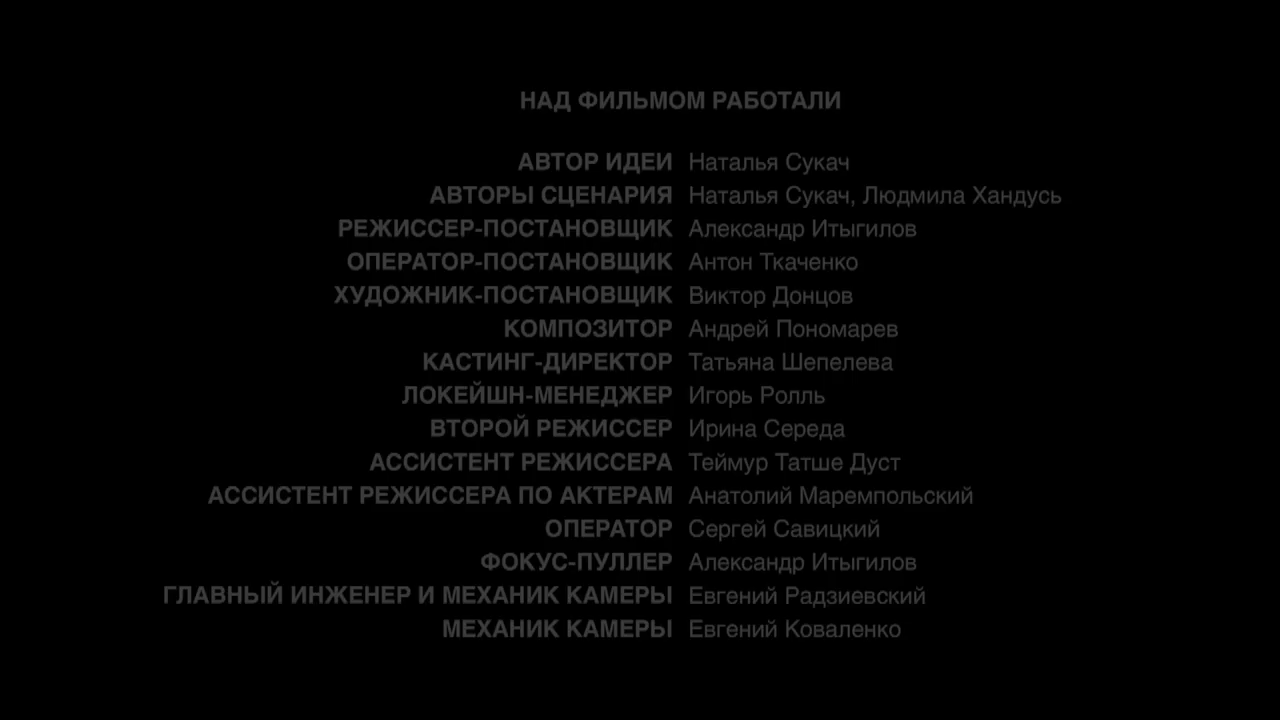 НАД ФИЛЬМОМ РАБОТАЛИ
АВТОР ИДЕИ Наталья Сукач
АВТОРЫ СЦЕНАРИЯ Наталья Сукач, Людмила Хандусь
РЕЖИССЕР-ПОСТАНОВЩИК Александр Итыгилов
ОПЕРАТОР-ПОСТАНОВЩИК Антон Ткаченко
ХУДОЖНИК-ПОСТАНОВЩИК Виктор Донцов
КОМПОЗИТОР Андрей Пономарев
КАСТИНГ-ДИРЕКТОР Татьяна Шепелева
ЛОКЕЙШН-МЕНЕДЖЕР Игорь Ролль
ВТОРОЙ РЕЖИССЕР Ирина Середа
АССИСТЕНТ РЕЖИССЕРА Теймур Татше Дуст
АССИСТЕНТ РЕЖИССЕРА ПО АКТЕРАМ Анатолий Маремпольский
ОПЕРАТОР Сергей Савицкий
ФОКУС-ПУЛЛЕР Александр Итыгилов
ГЛАВНЫЙ ИНЖЕНЕР И МЕХАНИК КАМЕРЫ Евгений Радзиевский
МЕХАНИК КАМЕРЫ Евгений Коваленко